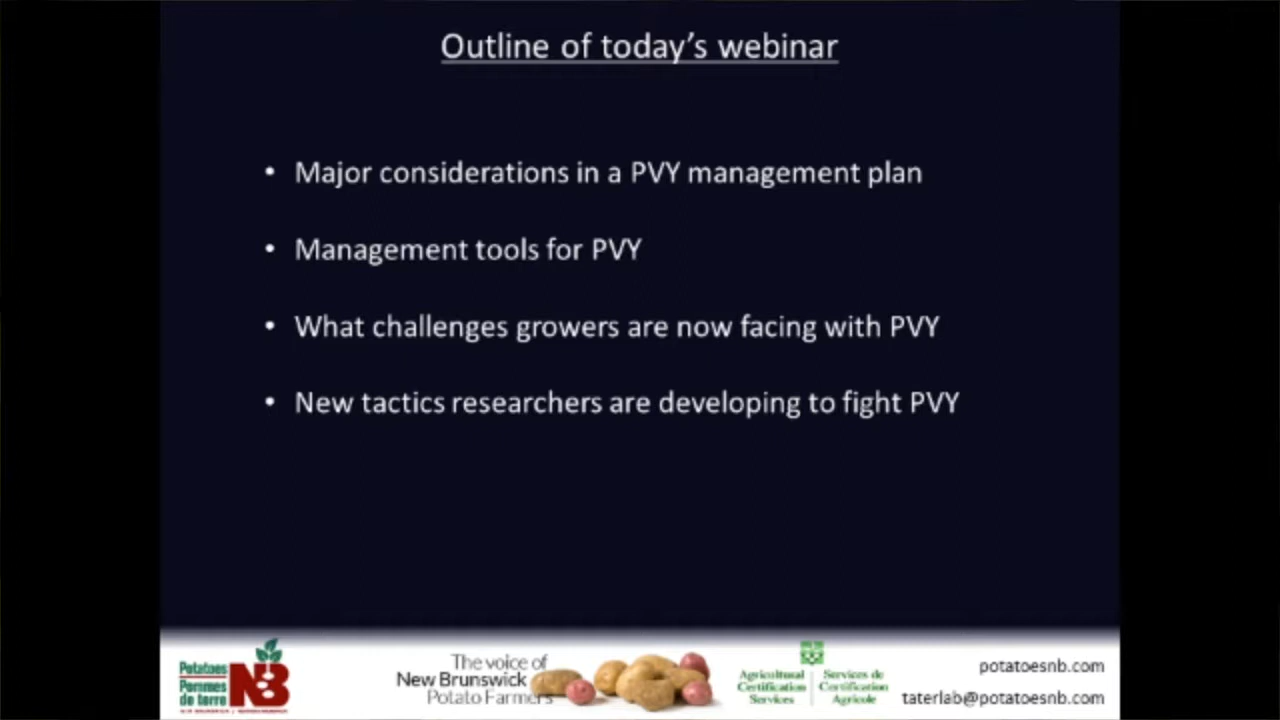 Outline of today's webinar
• Major considerations in a PVY management plan
• Management tools for PVY
• What challenges growers are now facing with PVY
• New tactics researchers are developing to fight PVY
Potatoes
Pommes
de terre
NB
The voice of
New Brunswick
Potato Farmers
Agricultural
Certification
Services
Services de
Certification
Agricole
potatoesnb.com
taterlab@potatoesnb.com